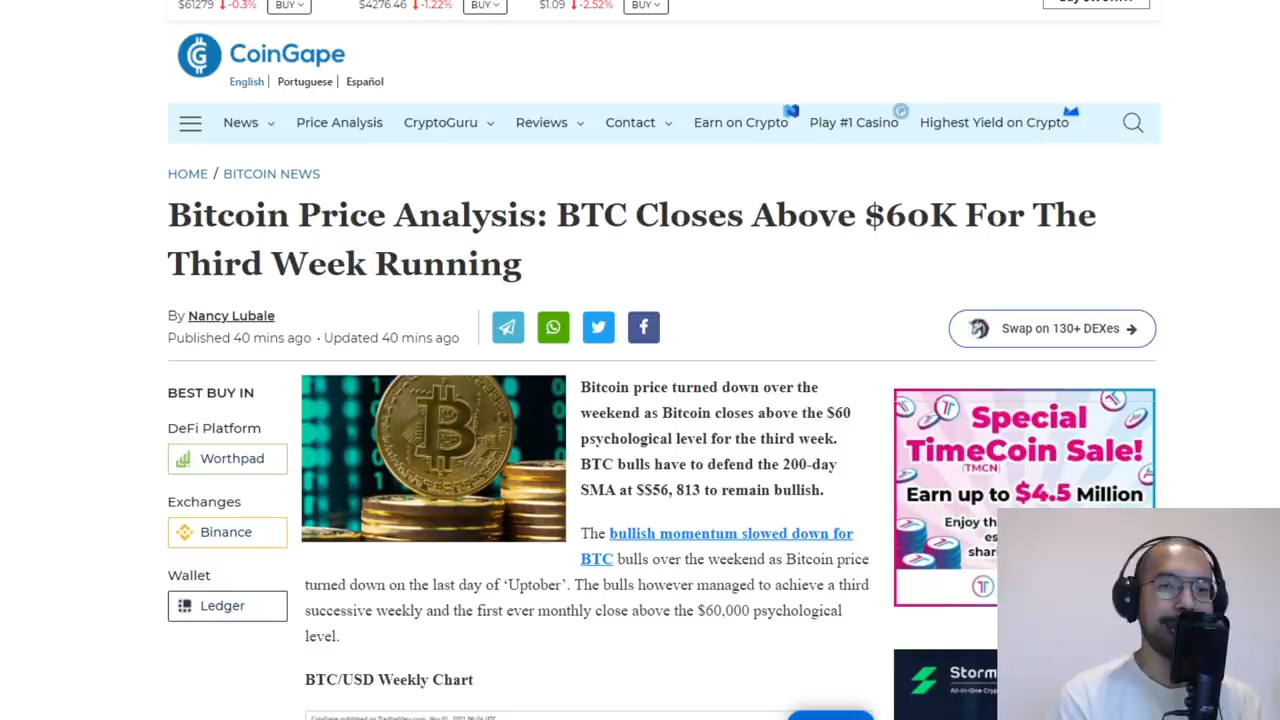 $61279 -0.3% BUY $4276.46 -1.22% BUY $1.09 -2.52% BUY
CoinGape
English | Portuguese | Español
News Price Analysis CryptoGuru Reviews Contact Earn on Crypto Play #1 Casino Highest Yield on Crypto
HOME / BITCOIN NEWS
Bitcoin Price Analysis: BTC Closes Above $60K For The
Third Week Running
By Nancy Lubale
Published 40 mins ago • Updated 40 mins ago
Swap on 130+ DEXes
BEST BUY IN
DeFi Platform
Worthpad
Exchanges
Binance
Wallet
Ledger
Bitcoin price turned down over the
weekend as Bitcoin closes above the $60
psychological level for the third week.
BTC bulls have to defend the 200-day
SMA at $S56, 813 to remain bullish.
The bullish momentum slowed down for
BTC bulls over the weekend as Bitcoin price
turned down on the last day of ‘Uptober’. The bulls however managed to achieve a third
successive weekly and the first ever monthly close above the $60,000 psychological
level.
BTC/USD Weekly Chart
Special
TimeCoin Sale!
(TMCN)
Earn up to $4.5 Million
Enjoy
Storm